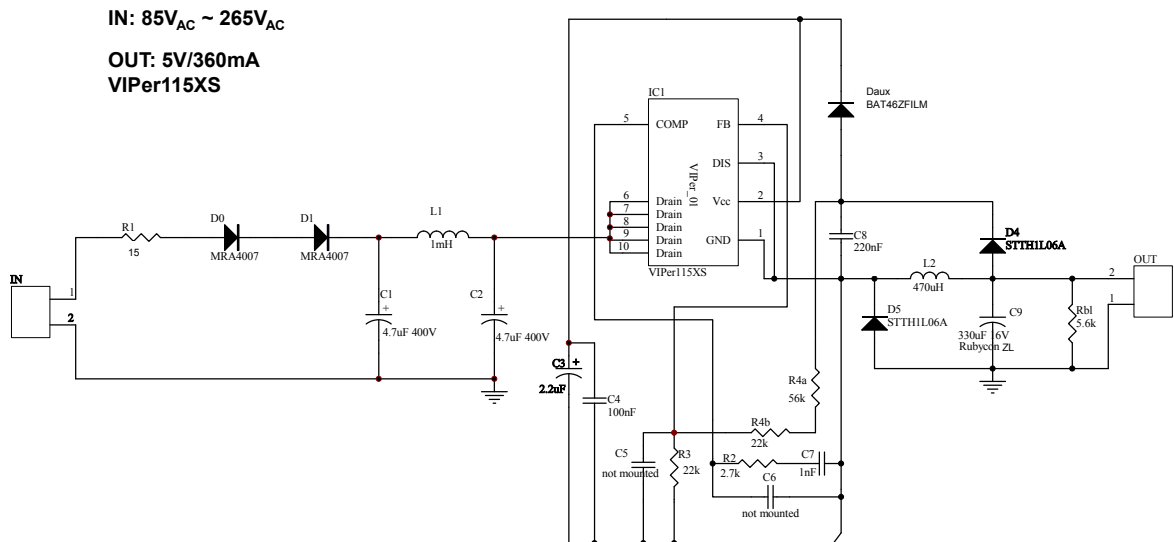 IN: 85VAC ~ 265VAC
OUT: 5V/360mA
VIPer115XS
Daux
BAT46ZFILM
IC1
5
COMP
FB
4
DIS
3
VIPer_01
6
Drain
Vcc
2
7
Drain
8
Drain
9
Drain
GND
1
10
Drain
VIPer115XS
R1
15
D0
MRA4007
D1
MRA4007
L1
1mH
C8
220nF
D4
STTH1L06A
L2
470uH
OUT
2
1
IN
1
2
C1
+
4.7uF 400V
C2
+
4.7uF 400V
D5
STTH1L06A
C9
330uF 16V
Rubycon ZL
Rbl
5.6k
C3
+
2.2uF
C4
100nF
R4a
56k
R4b
22k
C5
not mounted
R3
22k
R2
2.7k
C7
1nF
C6
not mounted